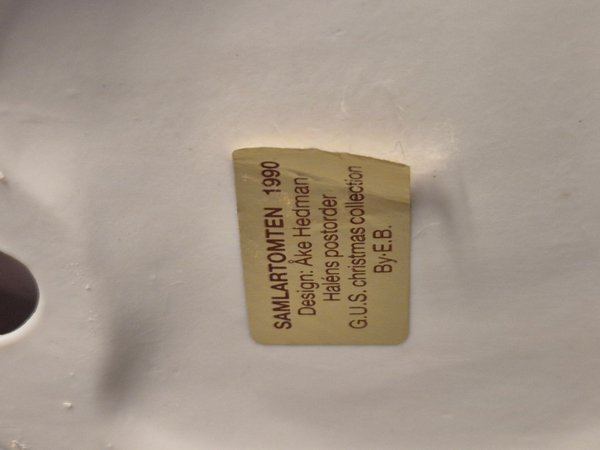 SAMLARTOMTEN 1990
Design: Åke Hedman
Haléns postorder
G.U.S. christmas collection
By·E.B.